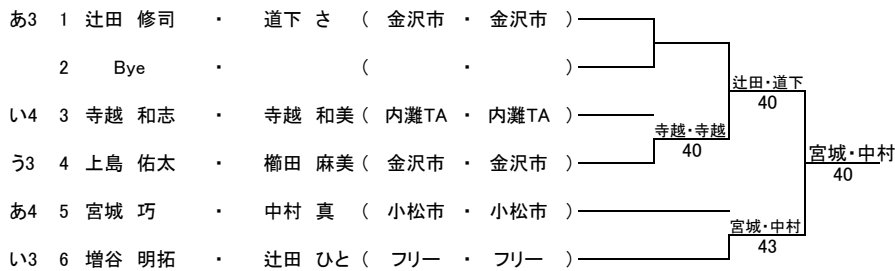 あ3 1 辻田 修司 ・ 道下 さ ( 金沢市 ・ 金沢市 )
2 Bye ・ ( ・ )
辻田・道下
40
い4 3 寺越 和志 ・ 寺越 和美 ( 内灘TA ・ 内灘TA )
寺越・寺越
40
う3 4 上島 佑太 ・ 櫛田 麻美 ( 金沢市 ・ 金沢市 )
宮城・中村
40
あ4 5 宮城 巧 ・ 中村 真 ( 小松市 ・ 小松市 )
宮城・中村
43
い3 6 増谷 明拓 ・ 辻田 ひと ( フリー ・ フリー )